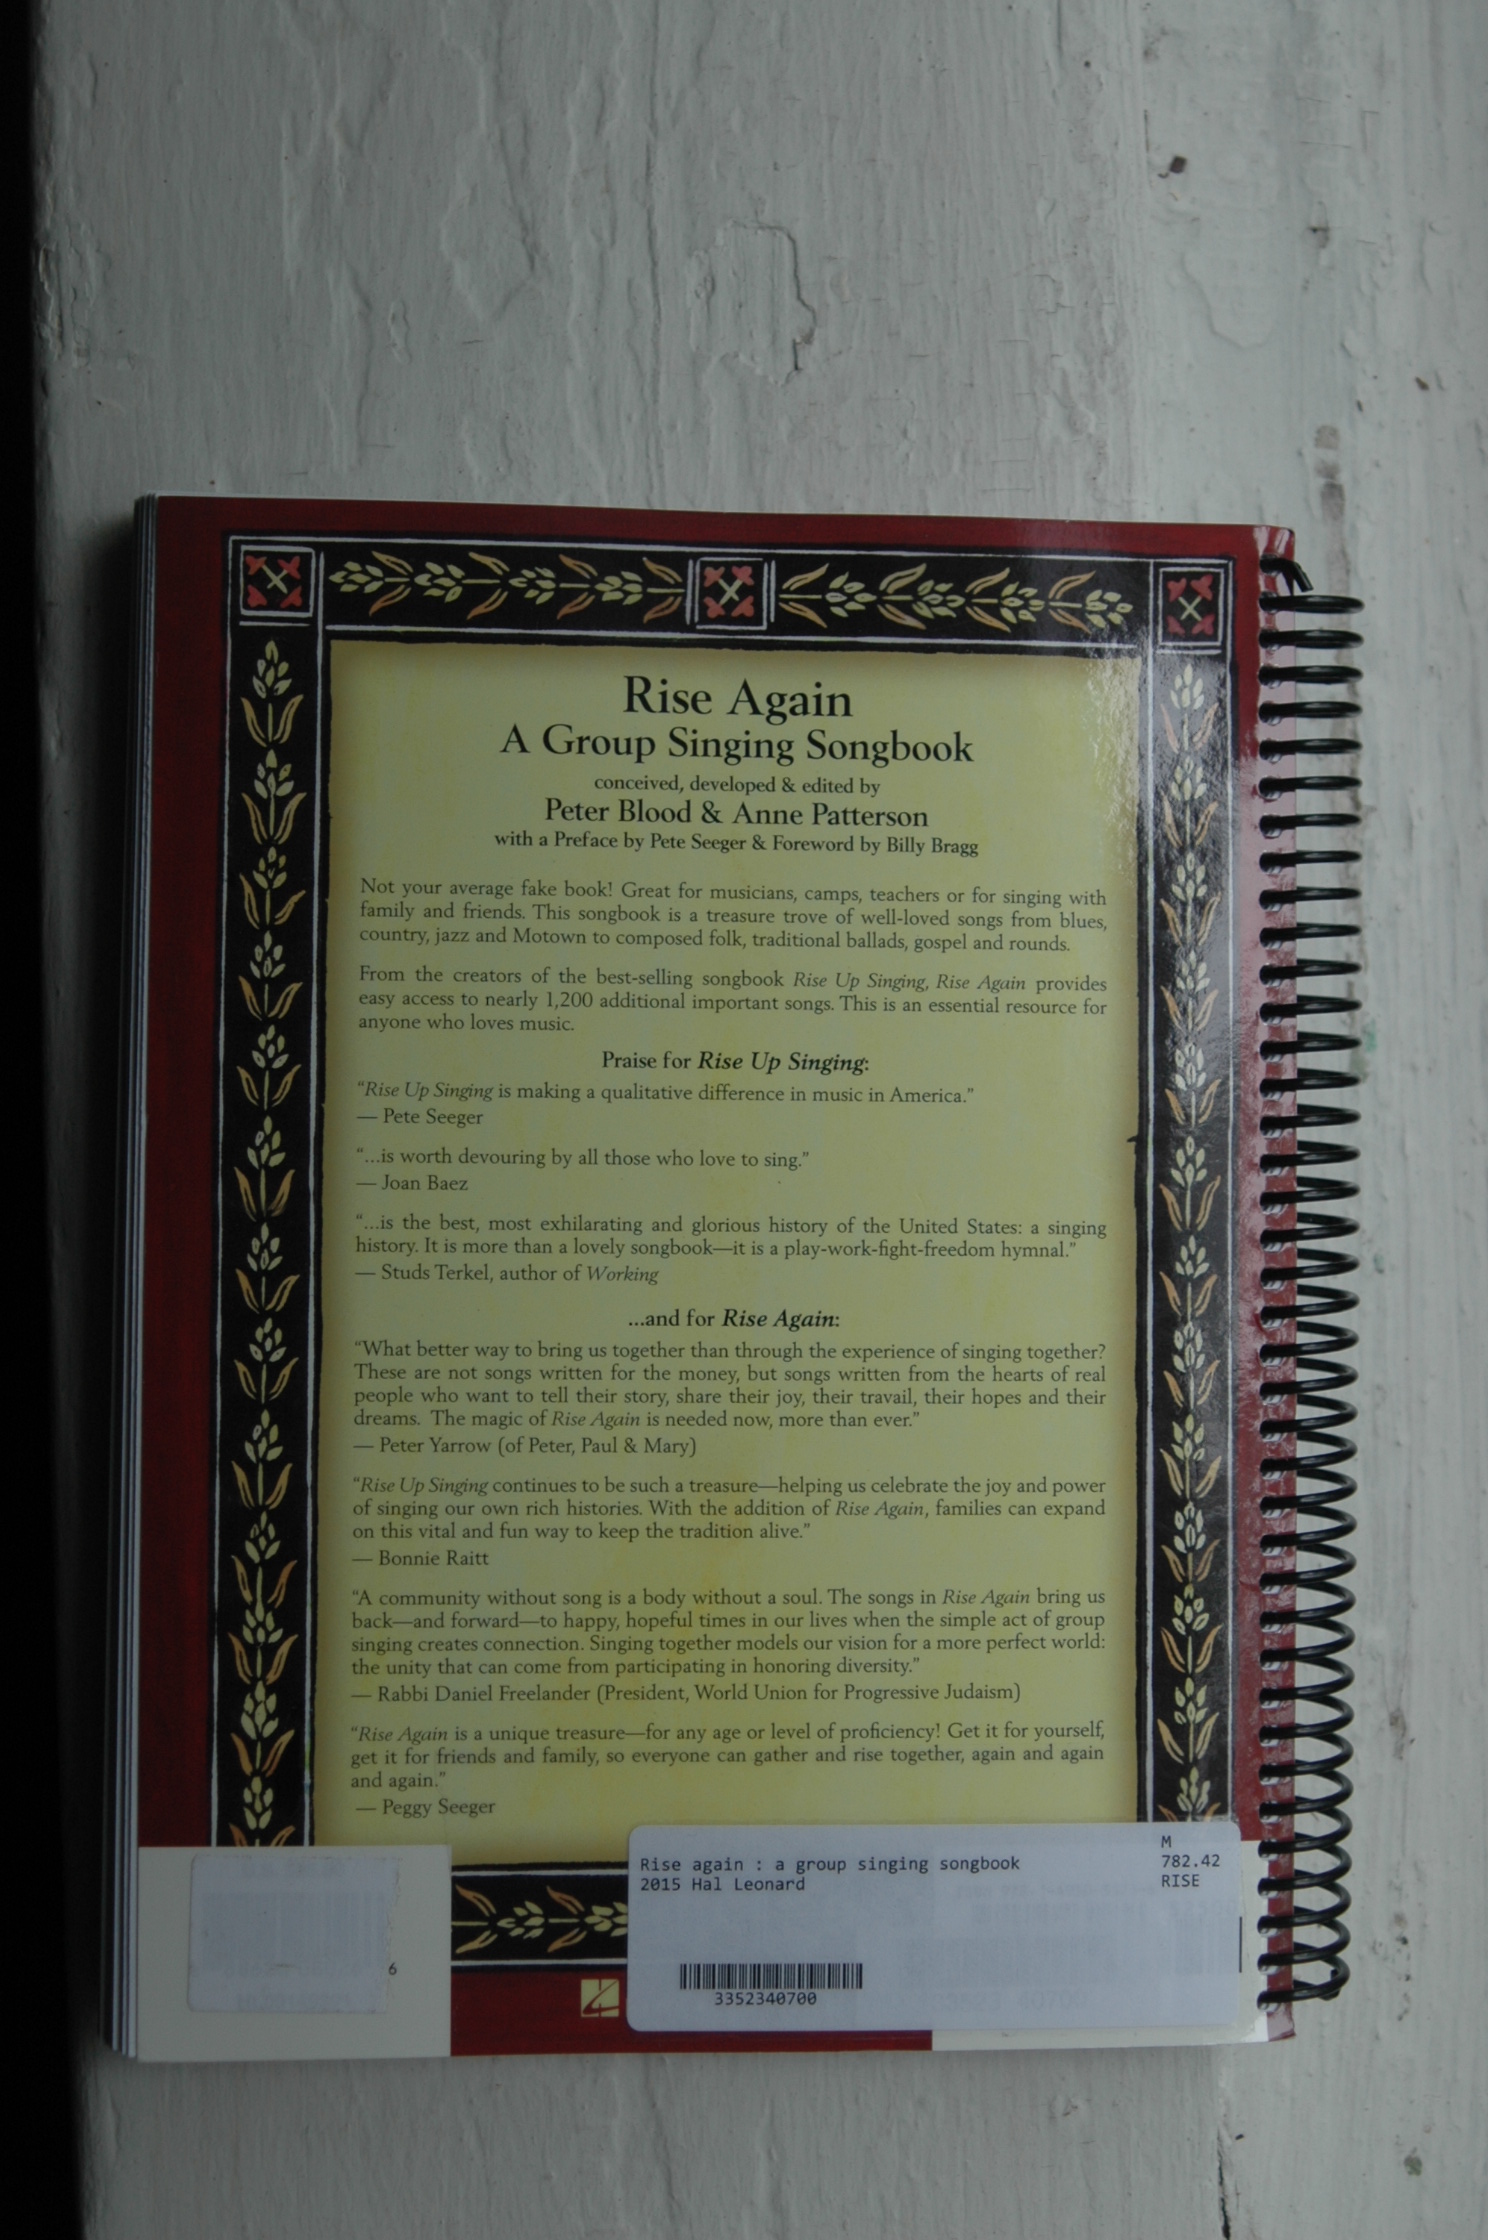 Rise Again
A Group Singing Songbook
conceived, developed & edited by
Peter Blood & Anne Patterson
with a Preface by Pete Seeger & Foreword by Billy Bragg
Not your average fake book! Great for musicians, camps, teachers or for singing with
family and friends. This songbook is a treasure trove of well-loved songs from blues,
country, jazz and Motown to composed folk, traditional ballads, gospel and rounds.
From the creators of the best-selling songbook Rise Up Singing, Rise Again provides
easy access to nearly 1,200 additional important songs. This is an essential resource for
anyone who loves music.
Praise for Rise Up Singing:
“Rise Up Singing is making a qualitative difference in music in America.”
— Pete Seeger
“...is worth devouring by all those who love to sing.”
— Joan Baez
“...is the best, most exhilarating and glorious history of the United States: a singing
history. It is more than a lovely songbook—it is a play-work-fight-freedom hymnal.”
— Studs Terkel, author of Working
...and for Rise Again:
“What better way to bring us together than through the experience of singing together?
These are not songs written for the money, but songs written from the hearts of real
people who want to tell their story, share their joy, their travail, their hopes and their
dreams. The magic of Rise Again is needed now, more than ever.”
— Peter Yarrow (of Peter, Paul & Mary)
“Rise Up Singing continues to be such a treasure—helping us celebrate the joy and power
of singing our own rich histories. With the addition of Rise Again, families can expand
on this vital and fun way to keep the tradition alive.”
— Bonnie Raitt
“A community without song is a body without a soul. The songs in Rise Again bring us
back—and forward—to happy, hopeful times in our lives when the simple act of group
singing creates connection. Singing together models our vision for a more perfect world:
the unity that can come from participating in honoring diversity.”
— Rabbi Daniel Freelander (President, World Union for Progressive Judaism)
“Rise Again is a unique treasure—for any age or level of proficiency! Get it for yourself,
get it for friends and family, so everyone can gather and rise together, again and again
and again.”
— Peggy Seeger
Rise again : a group singing songbook
2015 Hal Leonard
M
782.42
RISE
3352340700
6